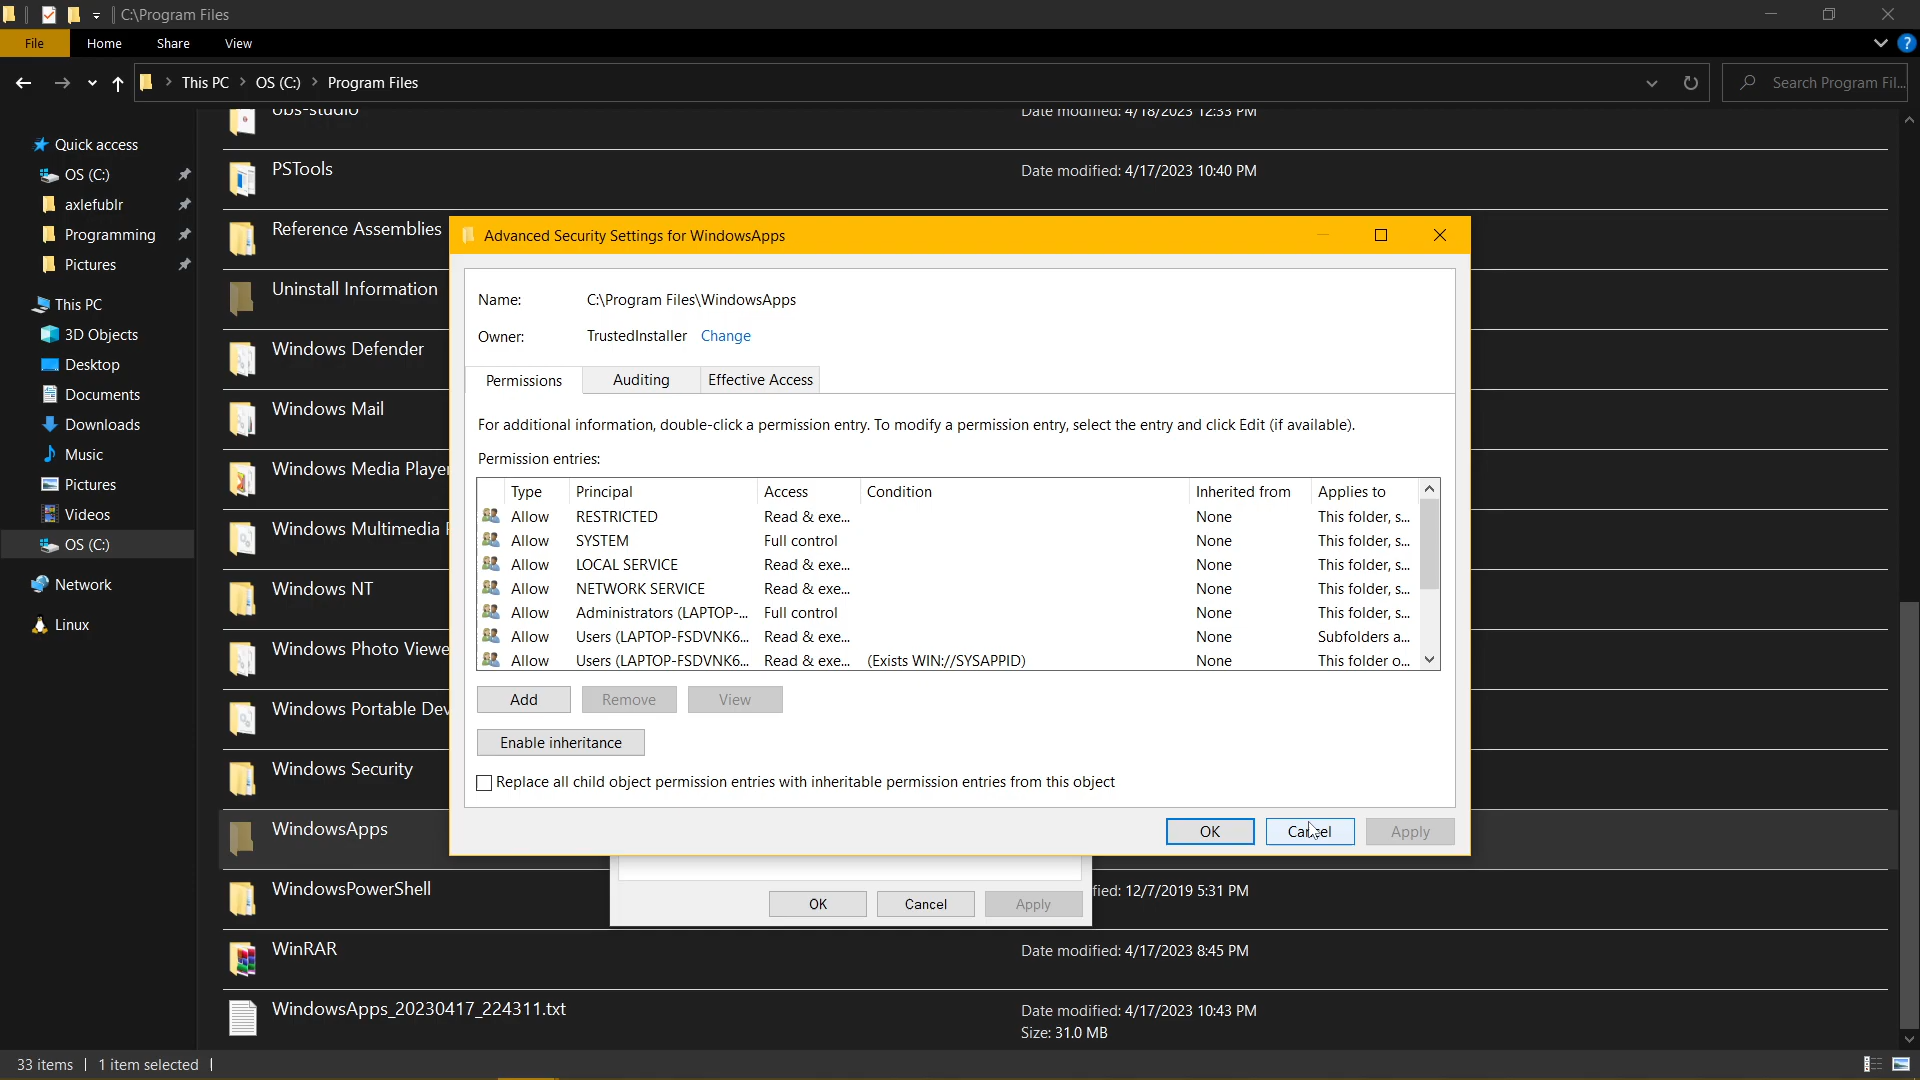 C:\Program Files
File
Home
Share
View
This PC
OS (C:)
Program Files
Search Program Fil...
Quick access
OS (C:)
axlefublr
Programming
Pictures
This PC
3D Objects
Desktop
Documents
Downloads
Music
Pictures
Videos
OS (C:)
Network
Linux
obs-studio
Date modified: 4/18/2023 12:33 PM
PSTools
Date modified: 4/17/2023 10:40 PM
Reference Assemblies
Uninstall Information
Windows Defender
Windows Mail
Windows Media Player
Windows Multimedia
Windows NT
Windows Photo Viewe
Windows Portable Dev
Windows Security
WindowsApps
WindowsPowerShell
fied: 12/7/2019 5:31 PM
WinRAR
Date modified: 4/17/2023 8:45 PM
WindowsApps_20230417_224311.txt
Date modified: 4/17/2023 10:43 PM
Size: 31.0 MB
Advanced Security Settings for WindowsApps
Name:
C:\Program Files\WindowsApps
Owner:
TrustedInstaller Change
Permissions
Auditing
Effective Access
For additional information, double-click a permission entry. To modify a permission entry, select the entry and click Edit (if available).
Permission entries:
Type Principal Access Condition Inherited from Applies to
Allow RESTRICTED Read & exe... None This folder, s...
Allow SYSTEM Full control None This folder, s...
Allow LOCAL SERVICE Read & exe... None This folder, s...
Allow NETWORK SERVICE Read & exe... None This folder, s...
Allow Administrators (LAPTOP-... Full control None This folder, s...
Allow Users (LAPTOP-FSDVNK6... Read & exe... None Subfolders a...
Allow Users (LAPTOP-FSDVNK6... Read & exe... (Exists WIN://SYSAPPID) None This folder o...
Add
Remove
View
Enable inheritance
Replace all child object permission entries with inheritable permission entries from this object
OK
Cancel
Apply
OK
Cancel
Apply
33 items
1 item selected